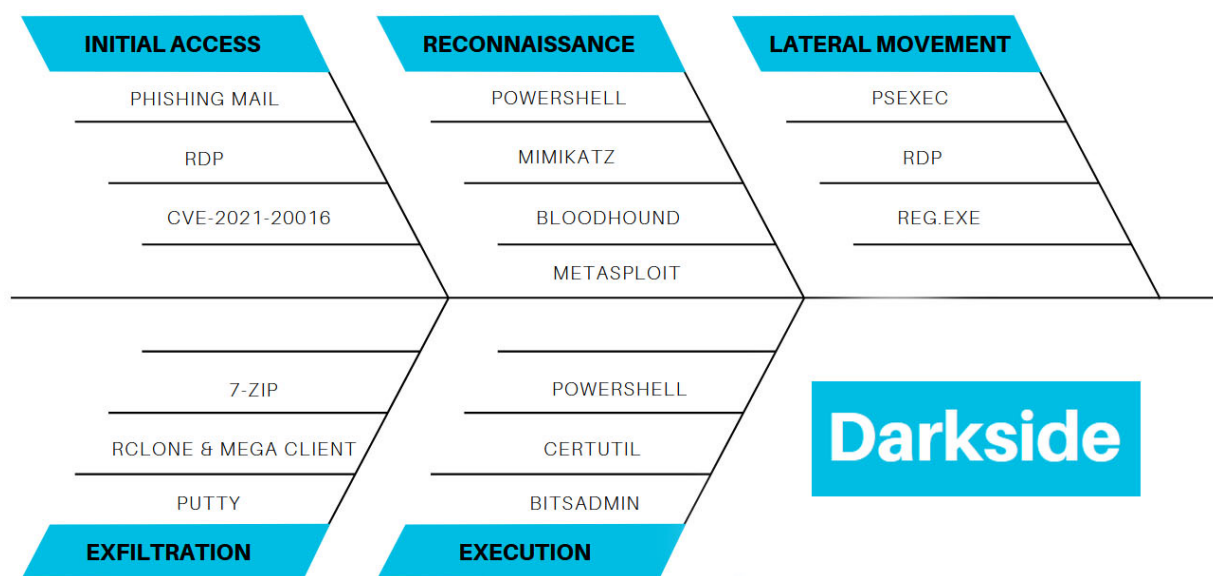 INITIAL ACCESS
PHISHING MAIL
RDP
CVE-2021-20016
RECONNAISSANCE
POWERSHELL
MIMIKATZ
BLOODHOUND
METASPLOIT
LATERAL MOVEMENT
PSEXEC
RDP
REG.EXE
7-ZIP
RCLONE & MEGA CLIENT
PUTTY
EXFILTRATION
POWERSHELL
CERTUTIL
BITSADMIN
EXECUTION
Darkside